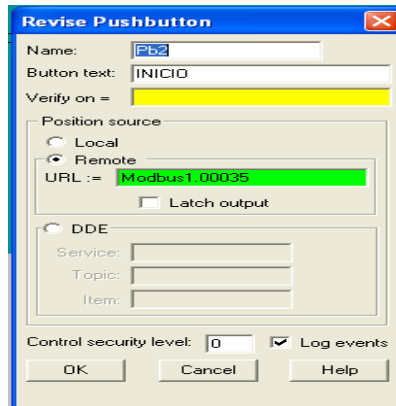 Revise Pushbutton
Name: Pb2
Button text: INICIO
Verify on =
Position source
Local
Remote
URL := Modbus1.00035
Latch output
DDE
Service:
Topic:
Item:
Control security level: 0 Log events
OK Cancel Help